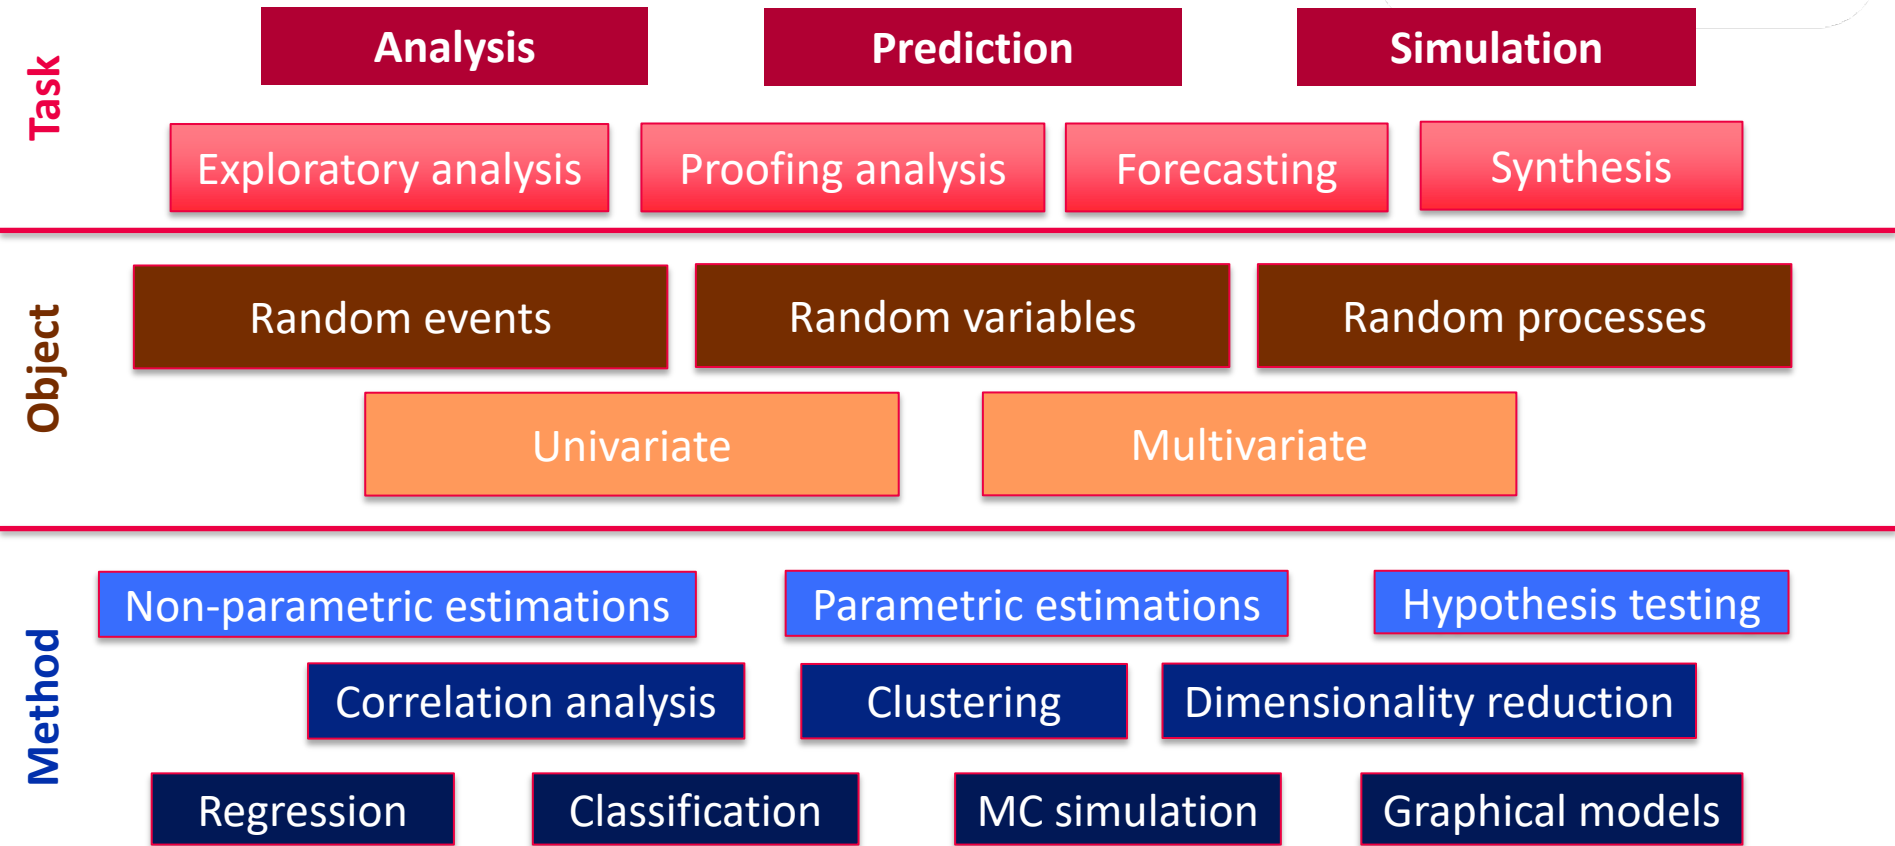 Task
Analysis
Prediction
Simulation
Exploratory analysis
Proofing analysis
Forecasting
Synthesis
Object
Random events
Random variables
Random processes
Univariate
Multivariate
Method
Non-parametric estimations
Parametric estimations
Hypothesis testing
Correlation analysis
Clustering
Dimensionality reduction
Regression
Classification
MC simulation
Graphical models